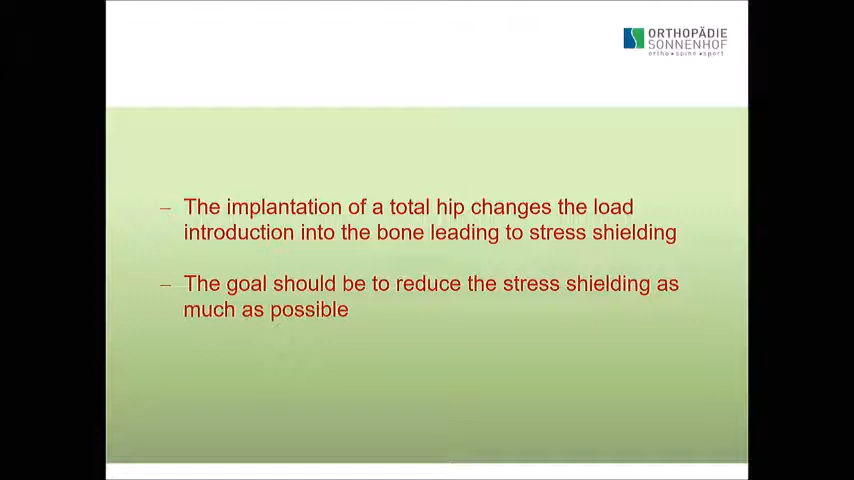 ORTHOPÄDIE
SONNENHOF
ortho • spine • sport
– The implantation of a total hip changes the load
introduction into the bone leading to stress shielding
– The goal should be to reduce the stress shielding as
much as possible